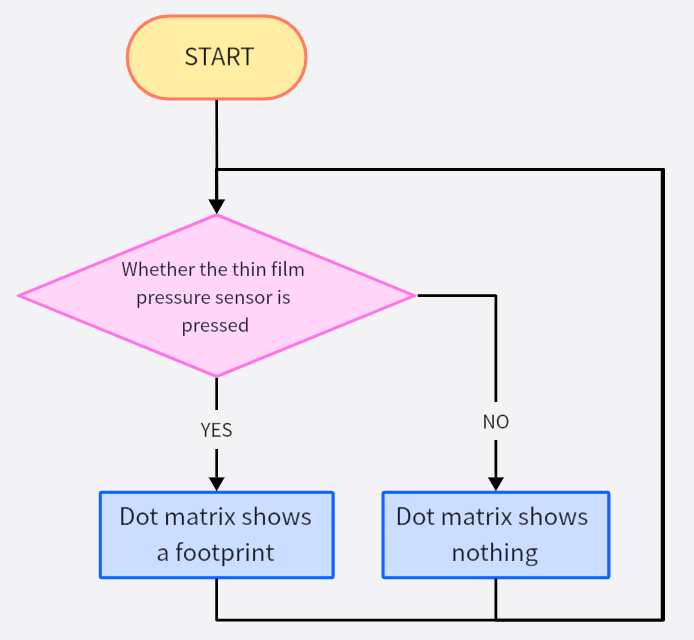 START
Whether the thin film
pressure sensor is
pressed
YES
NO
Dot matrix shows
a footprint
Dot matrix shows
nothing